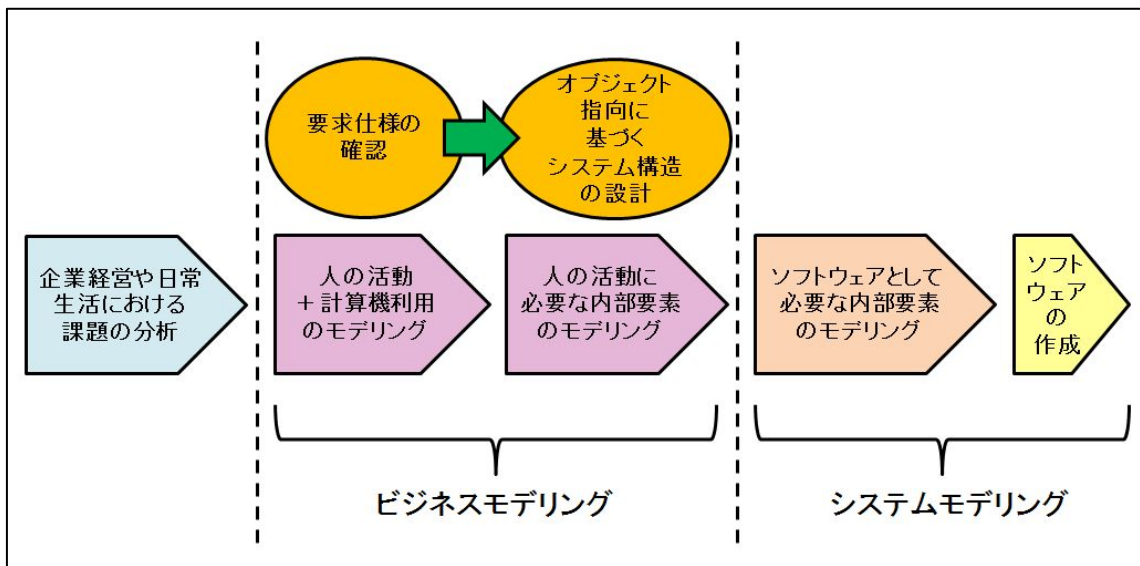 要求仕様の
確認
オブジェクト
指向に
基づく
システム構造
の設計
企業経営や日常
生活における
課題の分析
人の活動
＋計算機利用
のモデリング
人の活動に
必要な内部要素
のモデリング
ソフトウェアとして
必要な内部要素
のモデリング
ソフト
ウェア
の
作成
ビジネスモデリング
システムモデリング